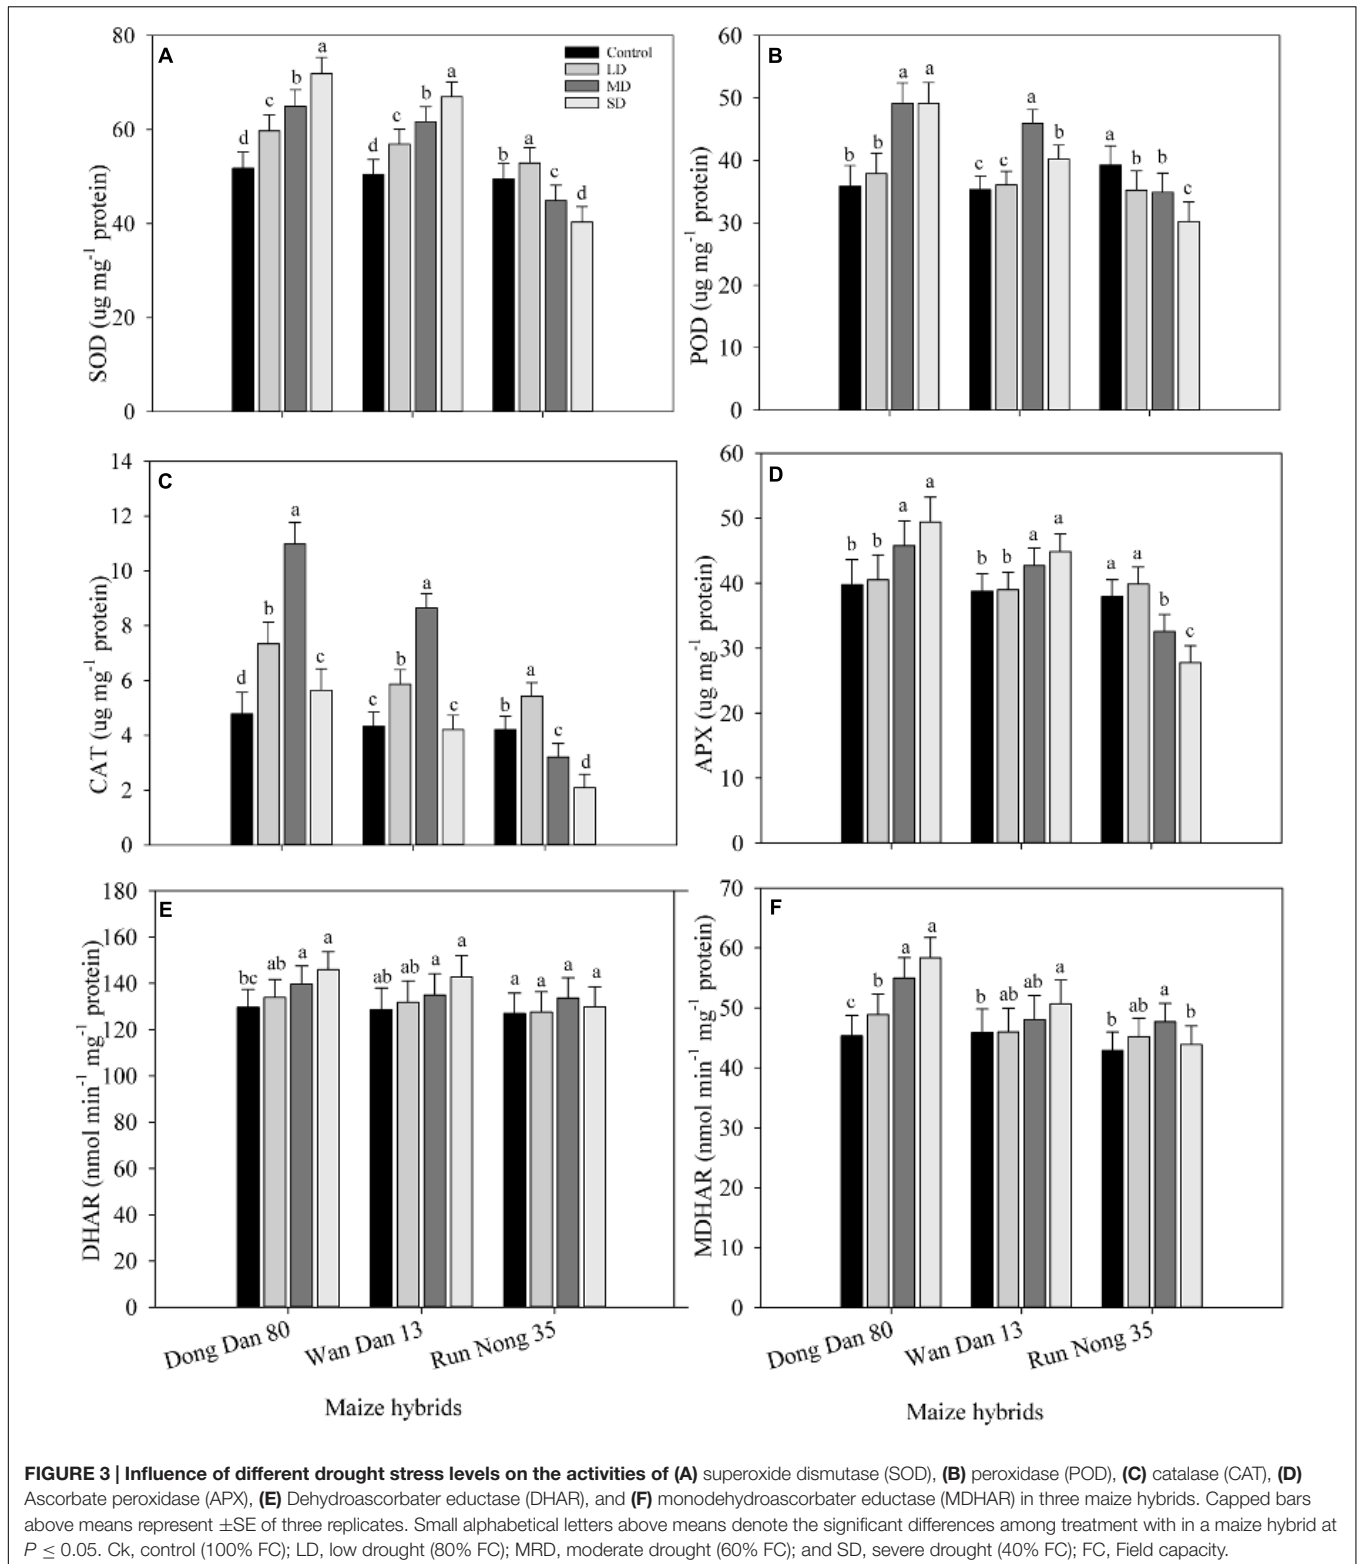 A
80
60
40
20
0
SOD (ug mg-1 protein)
Control
LD
MD
SD
d c b a
d c b a
b a c d
B
60
50
40
30
20
10
0
POD (ug mg-1 protein)
b b a a
c c a b
a b b c
C
14
12
10
8
6
4
2
0
CAT (ug mg-1 protein)
d b a c
c b a c
b a c d
D
60
50
40
30
20
10
0
APX (ug mg-1 protein)
b b a a
b b a a
a a b c
E
180
160
140
120
100
80
60
40
20
0
DHAR (nmol min-1 mg-1 protein)
bc ab a a
ab ab a a
a a a a
Dong Dan 80
Wan Dan 13
Run Nong 35
Maize hybrids
F
70
60
50
40
30
20
10
0
MDHAR (nmol min-1 mg-1 protein)
c b a a
b ab ab a
b ab a b
Dong Dan 80
Wan Dan 13
Run Nong 35
Maize hybrids
FIGURE 3 | Influence of different drought stress levels on the activities of (A) superoxide dismutase (SOD), (B) peroxidase (POD), (C) catalase (CAT), (D)
Ascorbate peroxidase (APX), (E) Dehydroascorbater eductase (DHAR), and (F) monodehydroascorbater eductase (MDHAR) in three maize hybrids. Capped bars
above means represent ±SE of three replicates. Small alphabetical letters above means denote the significant differences among treatment with in a maize hybrid at
P ≤ 0.05. Ck, control (100% FC); LD, low drought (80% FC); MRD, moderate drought (60% FC); and SD, severe drought (40% FC); FC, Field capacity.